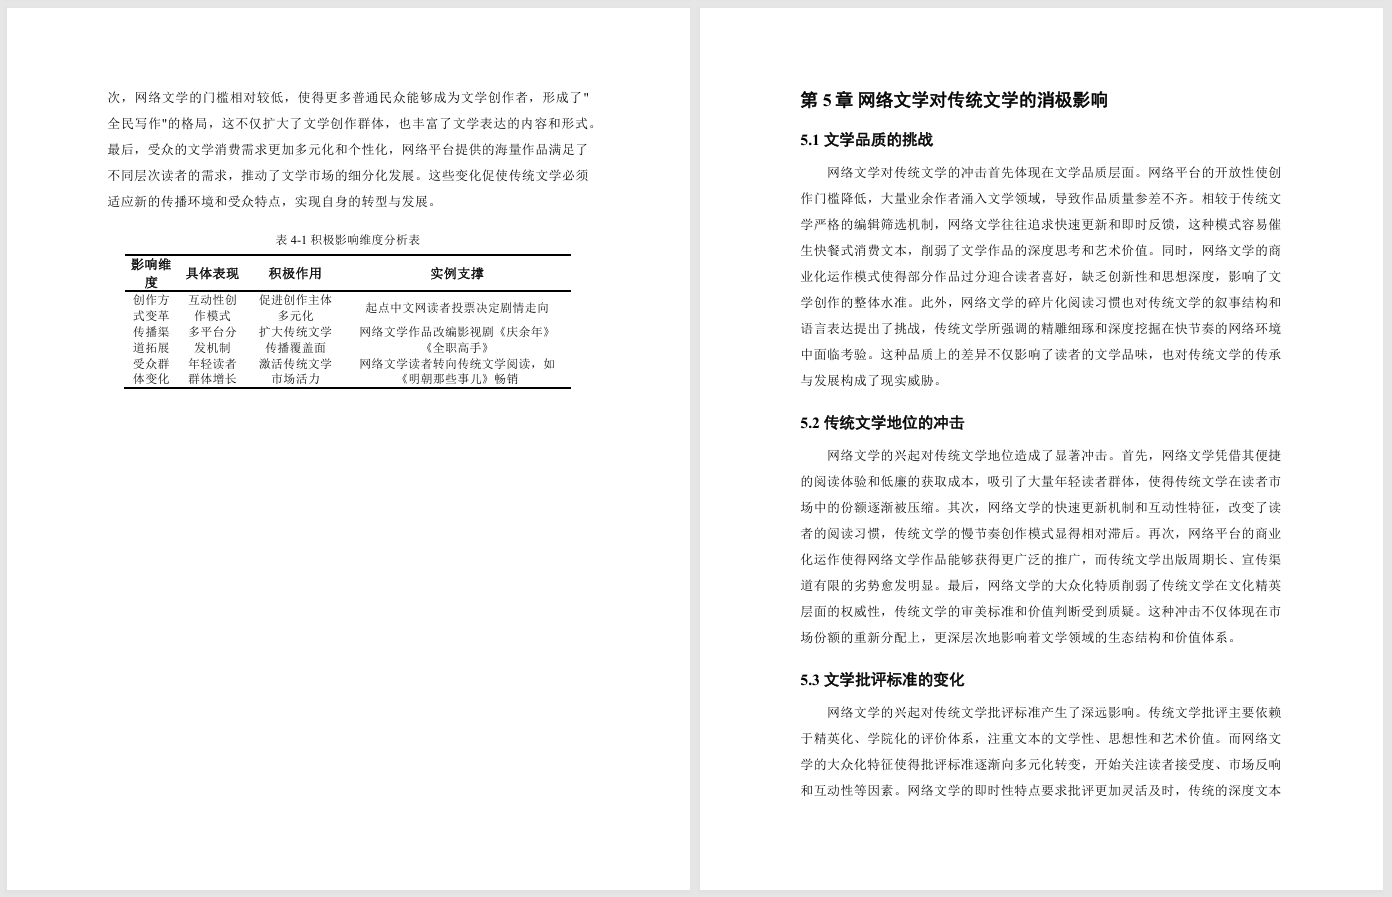 次，网络文学的门槛相对较低，使得更多普通民众能够成为文学创作者，形成了"
全民写作"的格局，这不仅扩大了文学创作群体，也丰富了文学表达的内容和形式。
最后，受众的文学消费需求更加多元化和个性化，网络平台提供的海量作品满足了
不同层次读者的需求，推动了文学市场的细分化发展。这些变化促使传统文学必须
适应新的传播环境和受众特点，实现自身的转型与发展。
表 4-1 积极影响维度分析表
影响维度 具体表现 积极作用 实例支撑
创作方式变革 互动性创作模式 促进创作主体多元化 起点中文网读者投票决定剧情走向
传播渠道拓展 多平台分发机制 扩大传统文学传播覆盖面 网络文学作品改编影视剧《庆余年》《全职高手》
受众群体变化 年轻读者群体增长 激活传统文学市场活力 网络文学读者转向传统文学阅读，如《明朝那些事儿》畅销
第 5 章 网络文学对传统文学的消极影响
5.1 文学品质的挑战
网络文学对传统文学的冲击首先体现在文学品质层面。网络平台的开放性使创
作门槛降低，大量业余作者涌入文学领域，导致作品质量参差不齐。相较于传统文
学严格的编辑筛选机制，网络文学往往追求快速更新和即时反馈，这种模式容易催
生快餐式消费文本，削弱了文学作品的深度思考和艺术价值。同时，网络文学的商
业化运作模式使得部分作品过分迎合读者喜好，缺乏创新性和思想深度，影响了文
学创作的整体水准。此外，网络文学的碎片化阅读习惯也对传统文学的叙事结构和
语言表达提出了挑战，传统文学所强调的精雕细琢和深度挖掘在快节奏的网络环境
中面临考验。这种品质上的差异不仅影响了读者的文学品味，也对传统文学的传承
与发展构成了现实威胁。
5.2 传统文学地位的冲击
网络文学的兴起对传统文学地位造成了显著冲击。首先，网络文学凭借其便捷
的阅读体验和低廉的获取成本，吸引了大量年轻读者群体，使得传统文学在读者市
场中的份额逐渐被压缩。其次，网络文学的快速更新机制和互动性特征，改变了读
者的阅读习惯，传统文学的慢节奏创作模式显得相对滞后。再次，网络平台的商业
化运作使得网络文学作品能够获得更广泛的推广，而传统文学出版周期长、宣传渠
道有限的劣势愈发明显。最后，网络文学的大众化特质削弱了传统文学在文化精英
层面的权威性，传统文学的审美标准和价值判断受到质疑。这种冲击不仅体现在市
场份额的重新分配上，更深层次地影响着文学领域的生态结构和价值体系。
5.3 文学批评标准的变化
网络文学的兴起对传统文学批评标准产生了深远影响。传统文学批评主要依赖
于精英化、学院化的评价体系，注重文本的文学性、思想性和艺术价值。而网络文
学的大众化特征使得批评标准逐渐向多元化转变，开始关注读者接受度、市场反响
和互动性等因素。网络文学的即时性特点要求批评更加灵活及时，传统的深度文本